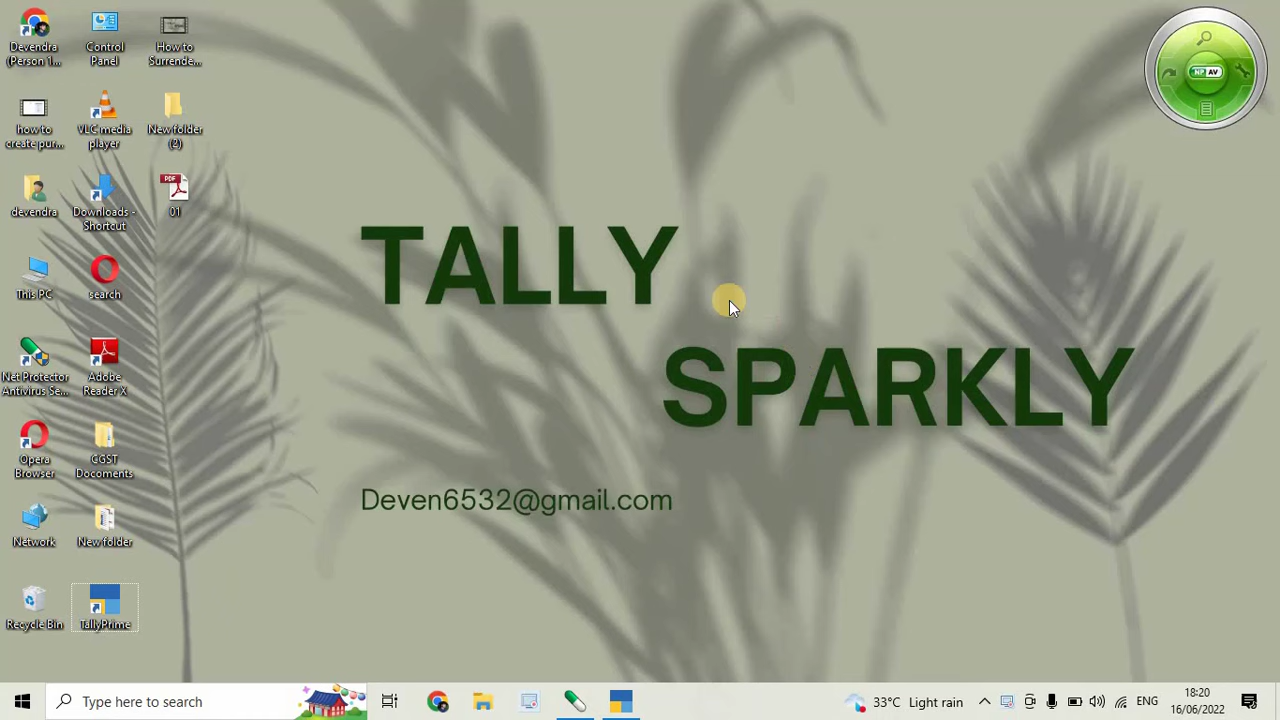 Devendra
(Person 1...
Control
Panel
How to
Surrende...
how to
create pur...
VLC media
player
New folder
(2)
devendra
Downloads -
Shortcut
PDF
01
This PC
search
Net Protector
Antivirus Se...
Adobe
Reader X
Opera
Browser
CGST
Docoments
Network
New folder
Recycle Bin
TallyPrime
NP AV
TALLY
SPARKLY
Deven6532@gmail.com
Type here to search
33°C Light rain
ENG
18:20
16/06/2022